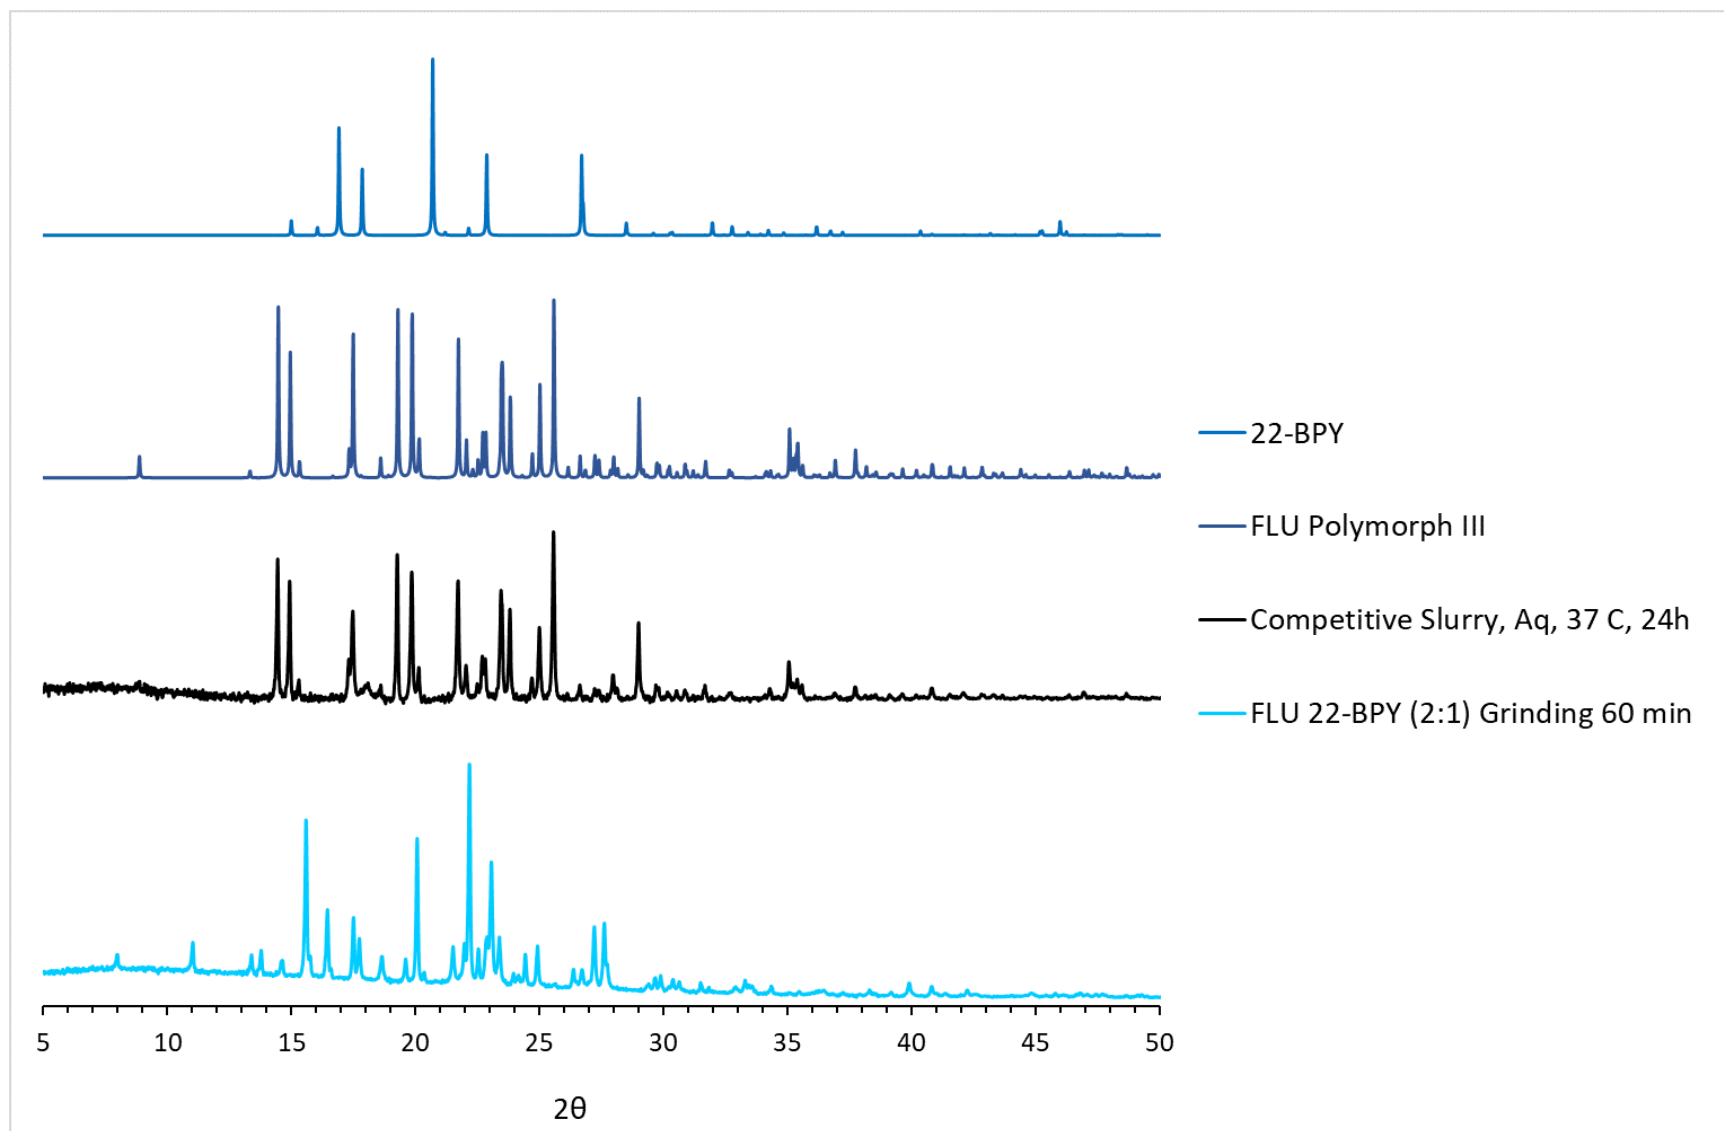 22-BPY
FLU Polymorph III
Competitive Slurry, Aq, 37 C, 24h
FLU 22-BPY (2:1) Grinding 60 min
5 10 15 20 25 30 35 40 45 50
2θ